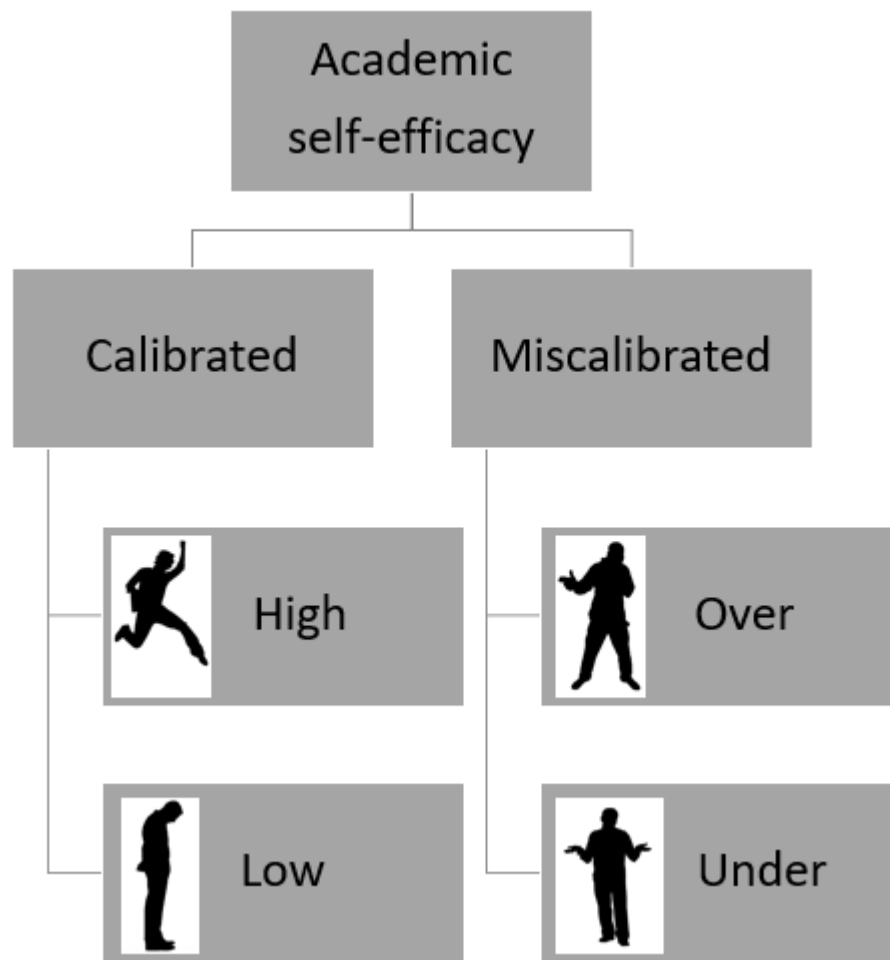 Academic
self-efficacy
Calibrated
Miscalibrated
High
Over
Low
Under